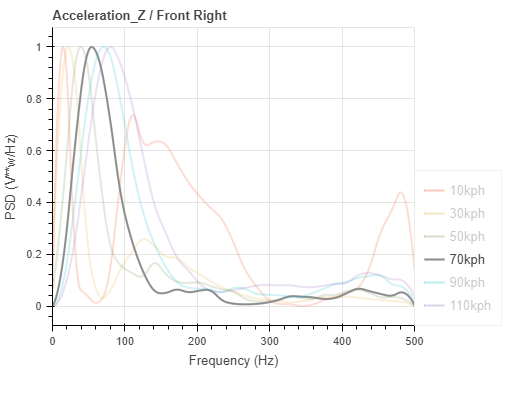 Acceleration_Z / Front Right
PSD (V**w/Hz)
1
0.8
0.6
0.4
0.2
0
0
100
200
300
400
500
Frequency (Hz)
10kph
30kph
50kph
70kph
90kph
110kph